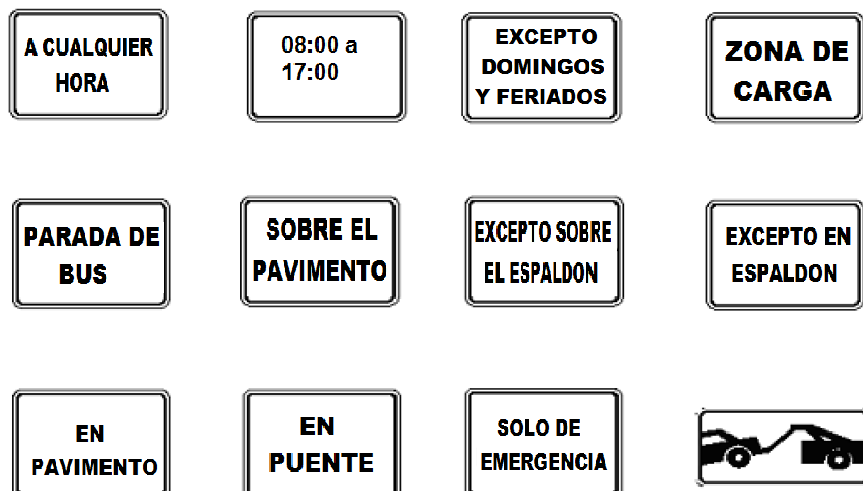 A CUALQUIER
HORA
08:00 a
17:00
EXCEPTO
DOMINGOS
Y FERIADOS
ZONA DE
CARGA
PARADA DE
BUS
SOBRE EL
PAVIMENTO
EXCEPTO SOBRE
EL ESPALDON
EXCEPTO EN
ESPALDON
EN
PAVIMENTO
EN
PUENTE
SOLO DE
EMERGENCIA